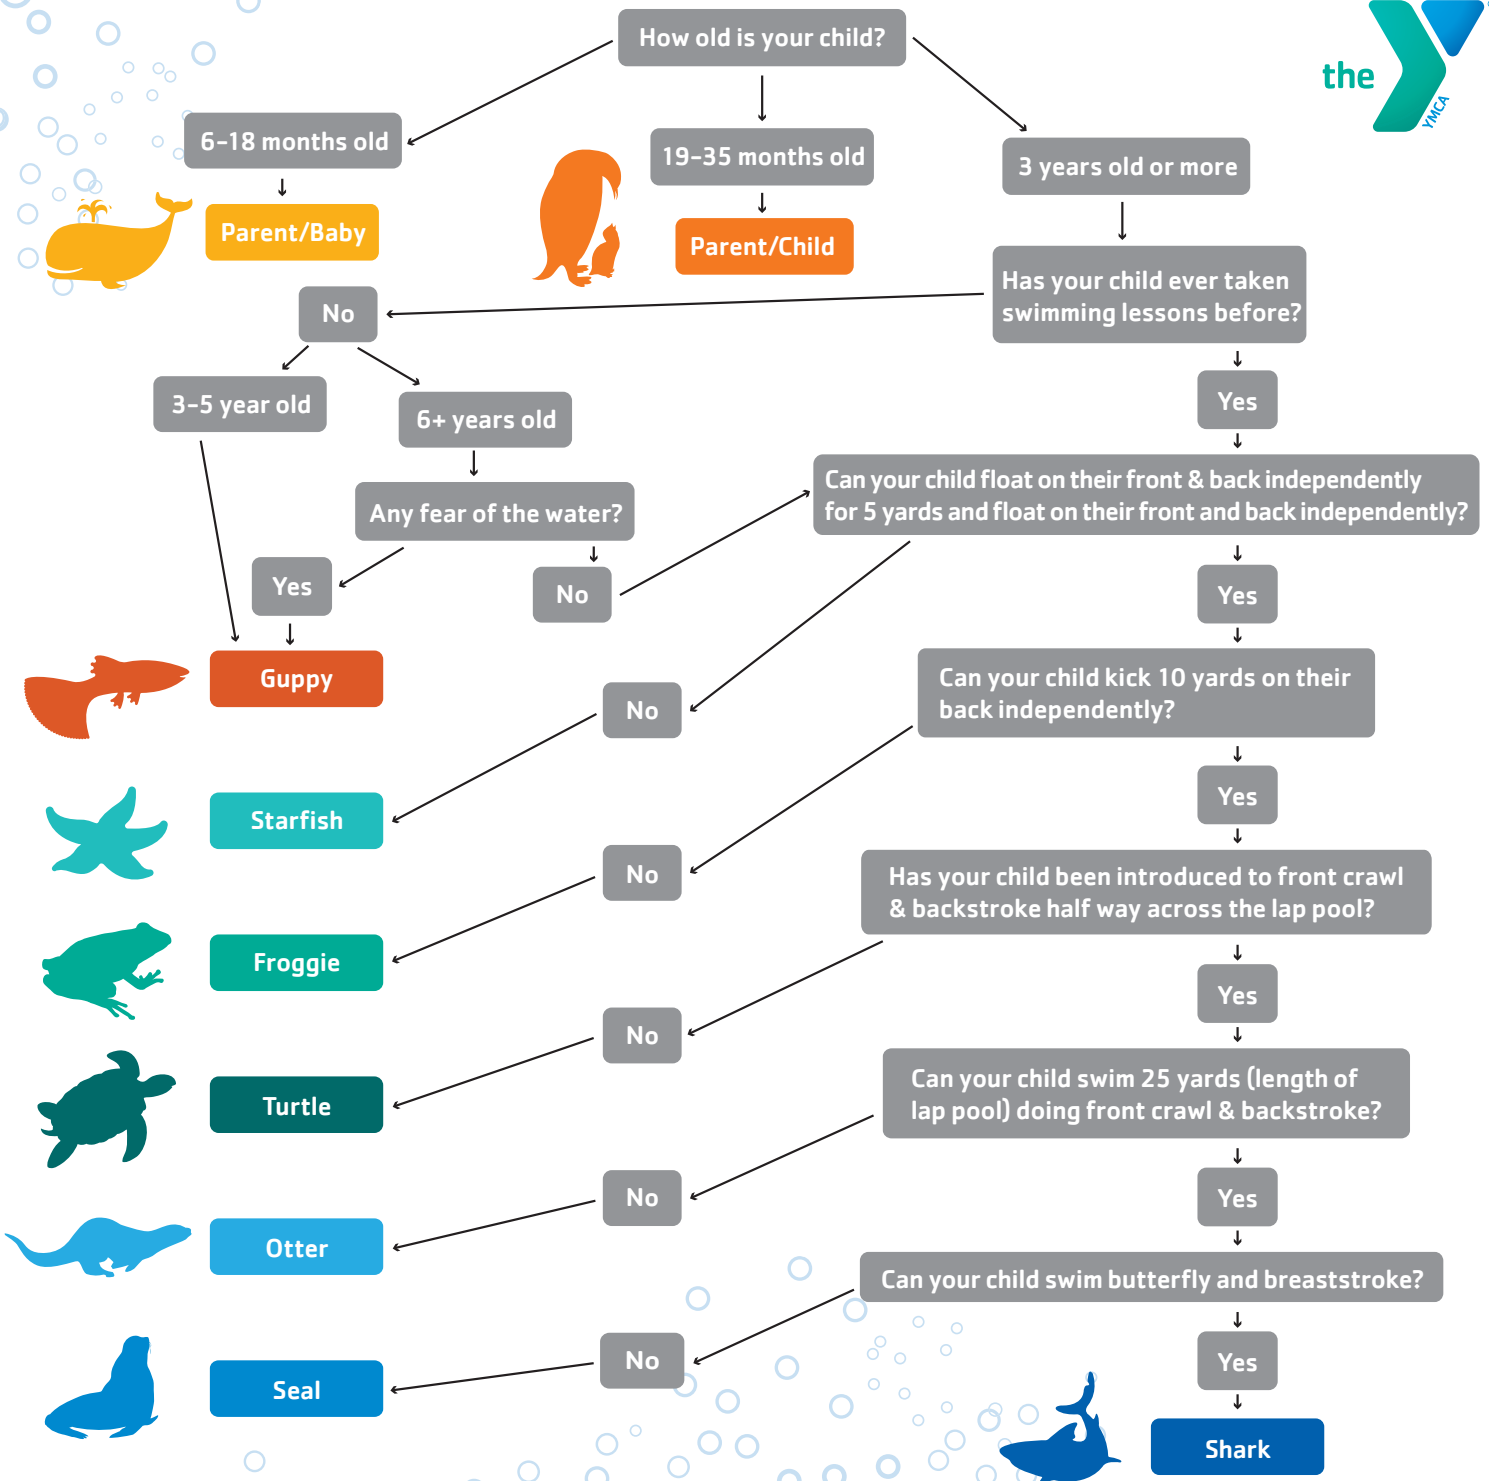 How old is your child?
the
YMCA
6-18 months old
19-35 months old
3 years old or more
Parent/Baby
Parent/Child
Has your child ever taken
swimming lessons before?
No
Yes
3-5 year old
6+ years old
Can your child float on their front & back independently
for 5 yards and float on their front and back independently?
Any fear of the water?
Yes
No
Yes
Guppy
Can your child kick 10 yards on their
back independently?
No
Yes
Starfish
Has your child been introduced to front crawl
& backstroke half way across the lap pool?
No
Yes
Froggie
Can your child swim 25 yards (length of
lap pool) doing front crawl & backstroke?
No
Yes
Turtle
Can your child swim butterfly and breaststroke?
No
Otter
Yes
No
Seal
Shark